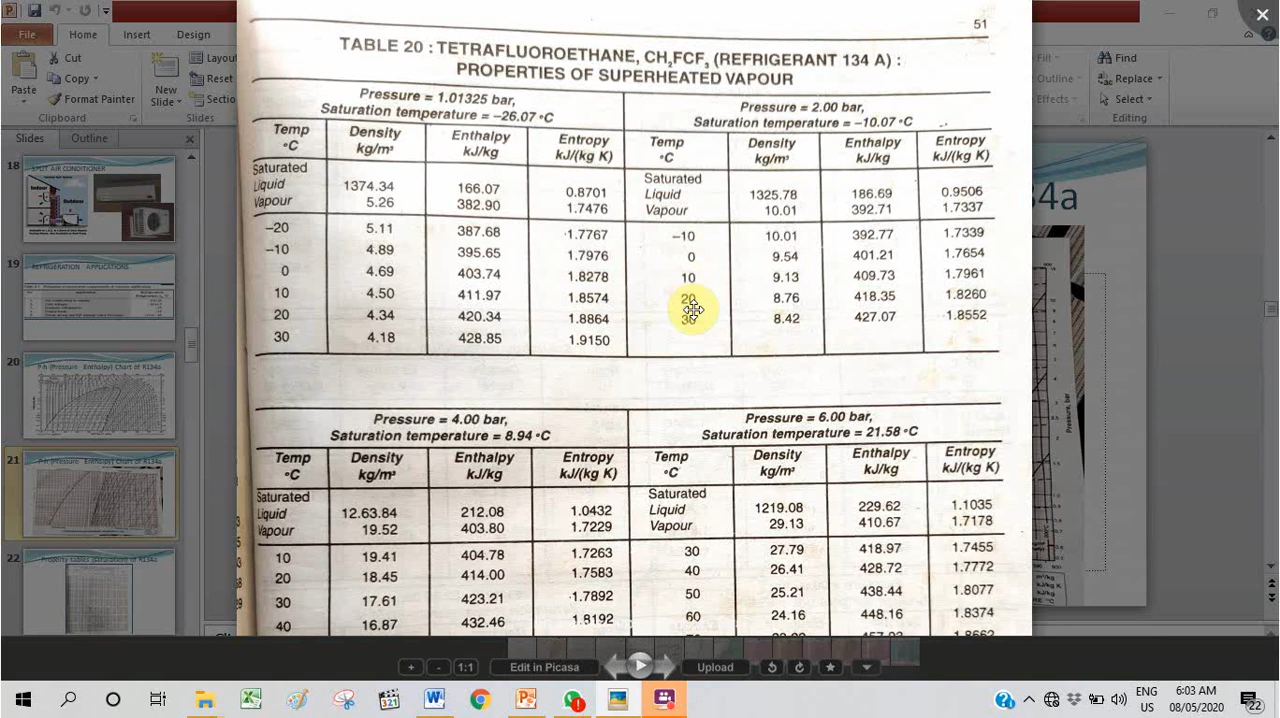 File
Home
Insert
Design
Cut
Copy
Format Painter
Paste
Clipboard
New
Slide
Layout
Reset
Section
Find
Replace
Select
Editing
Slides
Outline
18
SPLIT AIR CONDITIONER
19
REFRIGERATION APPLICATIONS
20
21
22
51
TABLE 20 : TETRAFLUOROETHANE, CH2FCF3 (REFRIGERANT 134 A) :
PROPERTIES OF SUPERHEATED VAPOUR
Pressure = 1.01325 bar,
Saturation temperature = –26.07 °C
Pressure = 2.00 bar,
Saturation temperature = –10.07 °C
Temp °C Density kg/m³ Enthalpy kJ/kg Entropy kJ/(kg K)
Saturated
Liquid 1374.34 166.07 0.8701
Vapour 5.26 382.90 1.7476
–20 5.11 387.68 1.7767
–10 4.89 395.65 1.7976
0 4.69 403.74 1.8278
10 4.50 411.97 1.8574
20 4.34 420.34 1.8864
30 4.18 428.85 1.9150
Temp °C Density kg/m³ Enthalpy kJ/kg Entropy kJ/(kg K)
Saturated
Liquid 1325.78 186.69 0.9506
Vapour 10.01 392.71 1.7337
–10 10.01 392.77 1.7339
0 9.54 401.21 1.7654
10 9.13 409.73 1.7961
20 8.76 418.35 1.8260
30 8.42 427.07 1.8552
Pressure = 4.00 bar,
Saturation temperature = 8.94 °C
Pressure = 6.00 bar,
Saturation temperature = 21.58 °C
Temp °C Density kg/m³ Enthalpy kJ/kg Entropy kJ/(kg K)
Saturated
Liquid 12.63.84 212.08 1.0432
Vapour 19.52 403.80 1.7229
10 19.41 404.78 1.7263
20 18.45 414.00 1.7583
30 17.61 423.21 1.7892
40 16.87 432.46 1.8192
Temp °C Density kg/m³ Enthalpy kJ/kg Entropy kJ/(kg K)
Saturated
Liquid 1219.08 229.62 1.1035
Vapour 29.13 410.67 1.7178
30 27.79 418.97 1.7455
40 26.41 428.72 1.7772
50 25.21 438.44 1.8077
60 24.16 448.16 1.8374
34a
Pressure, bar
+
-
1:1
Edit in Picasa
Upload
ENG
US
6:03 AM
08/05/2020
22